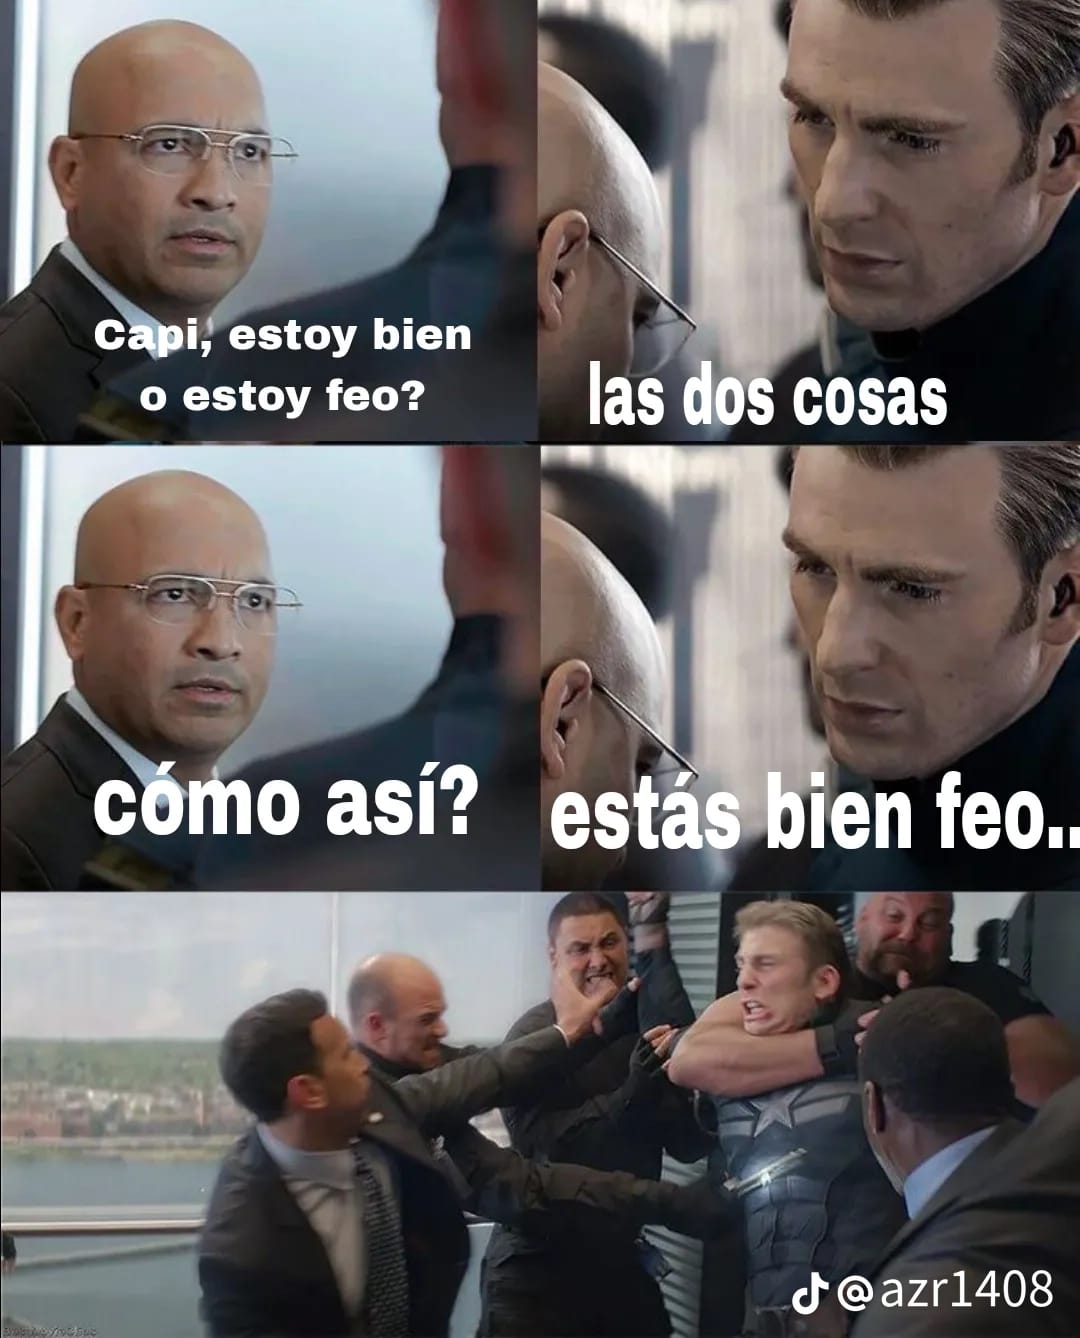 Capi, estoy bien
o estoy feo?
las dos cosas
cómo así?
estás bien feo..
@azr1408